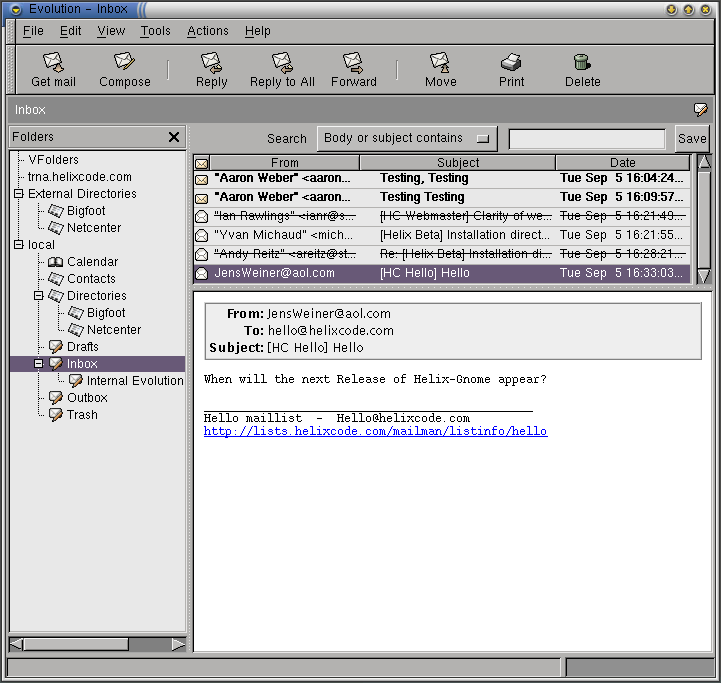 Evolution - Inbox
File Edit View Tools Actions Help
Get mail Compose Reply Reply to All Forward Move Print Delete
Inbox
Folders
VFolders
trna.helixcode.com
External Directories
Bigfoot
Netcenter
local
Calendar
Contacts
Directories
Bigfoot
Netcenter
Drafts
Inbox
Internal Evolution
Outbox
Trash
Search Body or subject contains Save
From Subject Date
"Aaron Weber" <aaron... Testing, Testing Tue Sep 5 16:04:24...
"Aaron Weber" <aaron... Testing Testing Tue Sep 5 16:09:57...
"Ian Rawlings" <ianr@s... [HC Webmaster] Clarity of we... Tue Sep 5 16:21:49...
"Yvan Michaud" <mich... [Helix Beta] Installation direct... Tue Sep 5 16:21:55...
"Andy Reitz" <areitz@st... Re: [Helix Beta] Installation di... Tue Sep 5 16:28:21...
JensWeiner@aol.com [HC Hello] Hello Tue Sep 5 16:33:03...
From: JensWeiner@aol.com
To: hello@helixcode.com
Subject: [HC Hello] Hello
When will the next Release of Helix-Gnome appear?
Hello maillist - Hello@helixcode.com
http://lists.helixcode.com/mailman/listinfo/hello